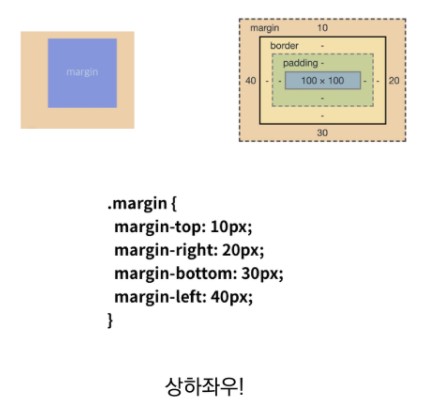 margin
margin 10
border -
padding -
40 - - 100 × 100 - - 20
-
-
30
.margin {
margin-top: 10px;
margin-right: 20px;
margin-bottom: 30px;
margin-left: 40px;
}
상하좌우!